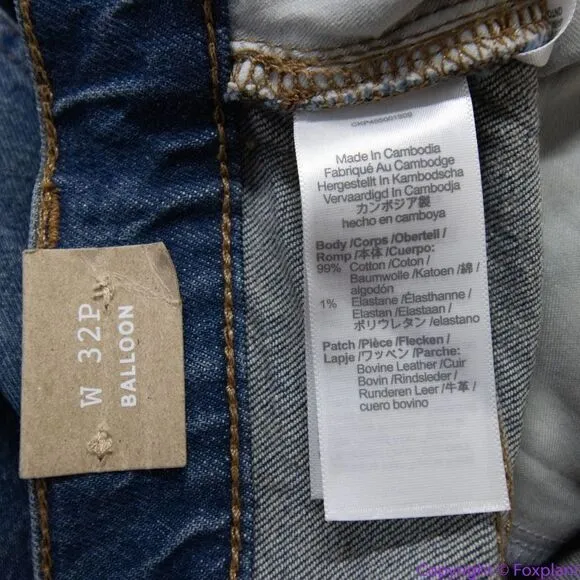 W 32P
BALLOON
Made In Cambodia
Fabriqué Au Cambodge
Hergestellt In Kambodscha
Vervaardigd In Cambodja
カンボジア製
hecho en camboya
Body /Corps /Oberteil /
Romp /本体 /Cuerpo:
99% Cotton /Coton /
Baumwolle /Katoen /綿 /
algodón
1% Elastane /Élasthanne /
Elastan /Elastaan /
ポリウレタン /elastano
Patch /Pièce /Flecken /
Lapje /ワッペン /Parche:
Bovine Leather /Cuir
Bovin /Rindsleder /
Runderen Leer /牛革 /
cuero bovino
Copyright © Foxplan